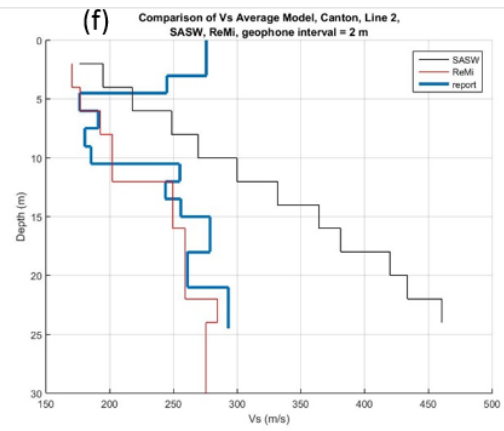 (f)
Comparison of Vs Average Model, Canton, Line 2,
SASW, ReMi, geophone interval = 2 m
SASW
ReMi
report
Depth (m)
0
5
10
15
20
25
30
150 200 250 300 350 400 450 500
Vs (m/s)